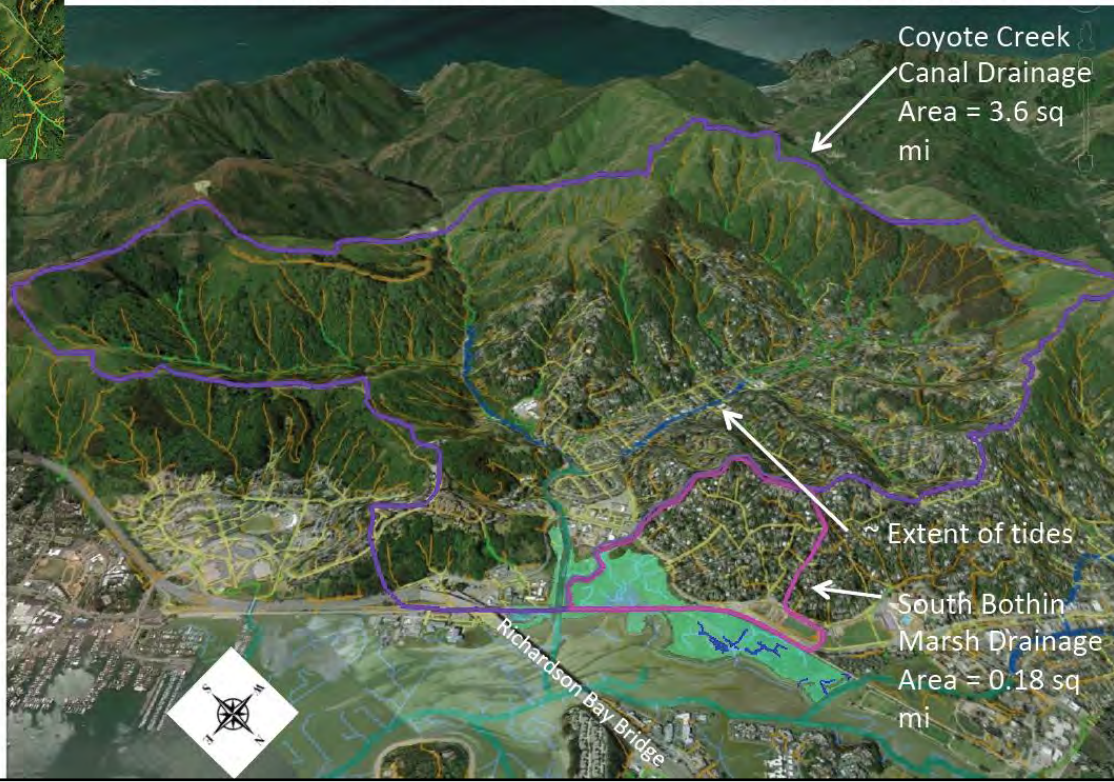 Coyote Creek
Canal Drainage
Area = 3.6 sq
mi
~ Extent of tides
South Bothin
Marsh Drainage
Area = 0.18 sq
mi
Richardson Bay Bridge
S
W
E
N